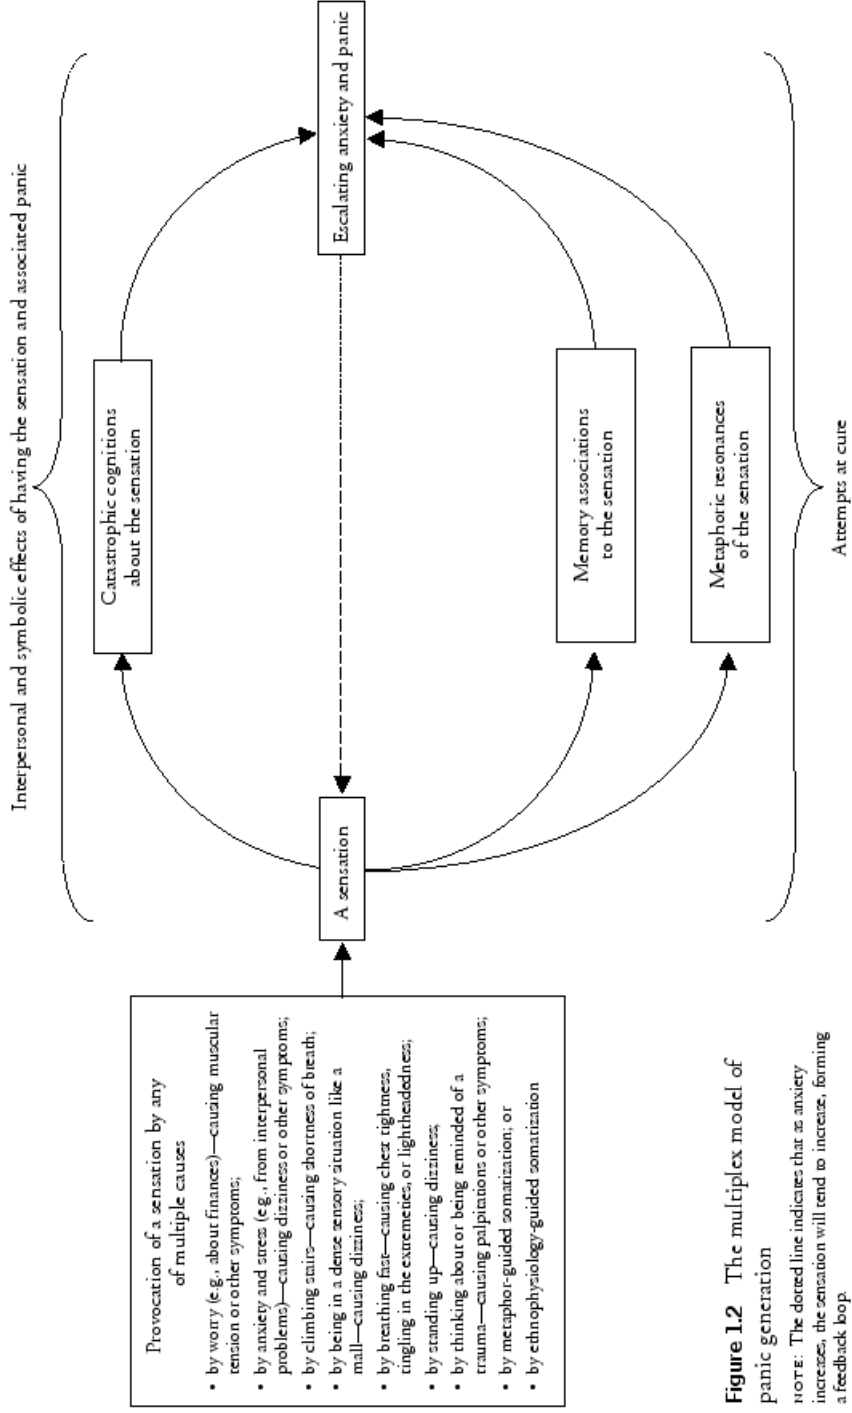 Interpersonal and symbolic effects of having the sensation and associated panic
Provocation of a sensation by any
of multiple causes
• by worry (e.g., about finances)—causing muscular
tension or other symptoms;
• by anxiety and stress (e.g., from interpersonal
problems)—causing dizziness or other symptoms;
• by climbing stairs—causing shortness of breath;
• by being in a dense sensory situation like a
mall—causing dizziness;
• by breathing fast—causing chest tightness,
tingling in the extremeties, or lightheadedness;
• by standing up—causing dizziness;
• by thinking about or being reminded of a
trauma—causing palpitations or other symptoms;
• by metaphor-guided somatization; or
• by ethnophysiology-guided somatization
A sensation
Catastrophic cognitions
about the sensation
Escalating anxiety and panic
Memory associations
to the sensation
Metaphoric resonances
of the sensation
Attempts at cure
Figure 1.2 The multiplex model of
panic generation
NOTE: The dotted line indicates that as anxiety
increases, the sensation will tend to increase, forming
a feedback loop.